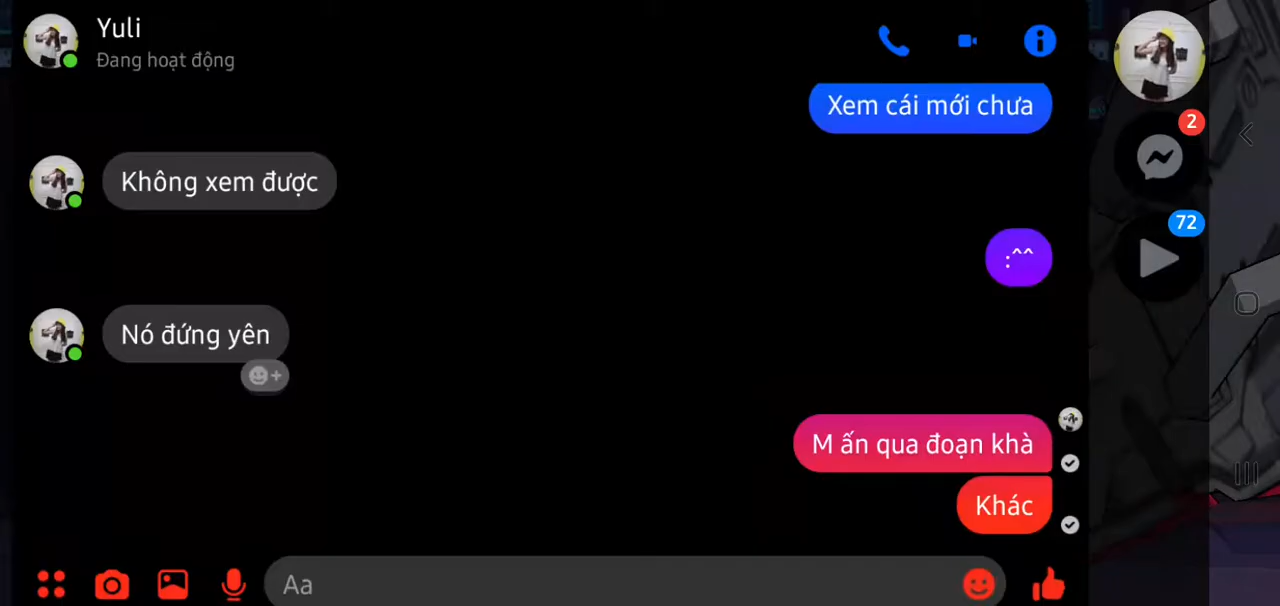 Yuli
Đang hoạt động
Xem cái mới chưa
Không xem được
:^^
Nó đứng yên
M ấn qua đoạn khà
Khác
Aa
2
72